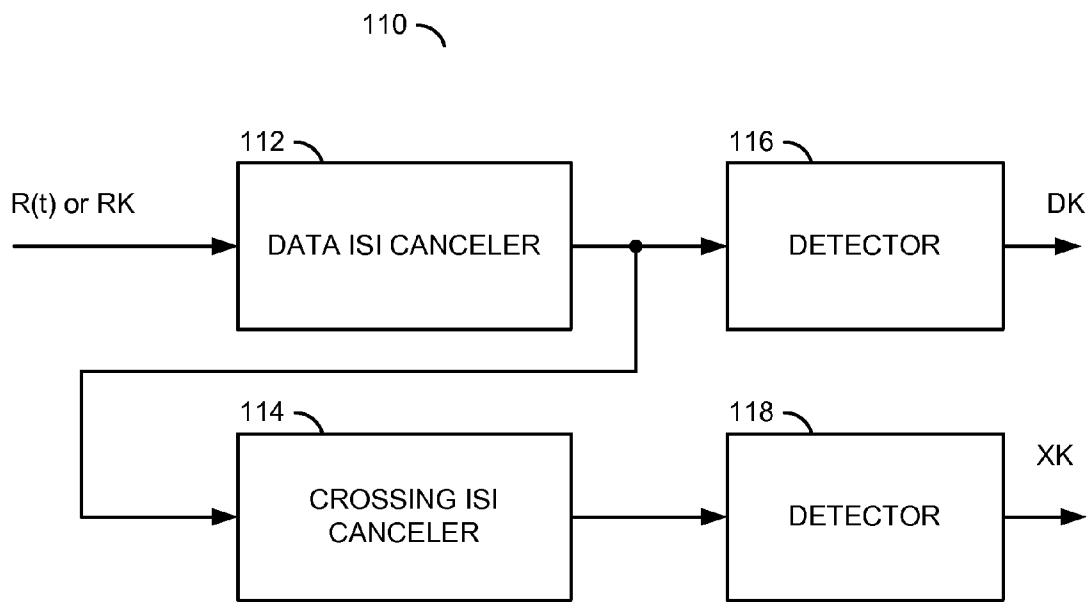 110
112
116
R(t) or RK
DATA ISI CANCELER
DETECTOR
DK
114
118
CROSSING ISI
CANCELER
DETECTOR
XK